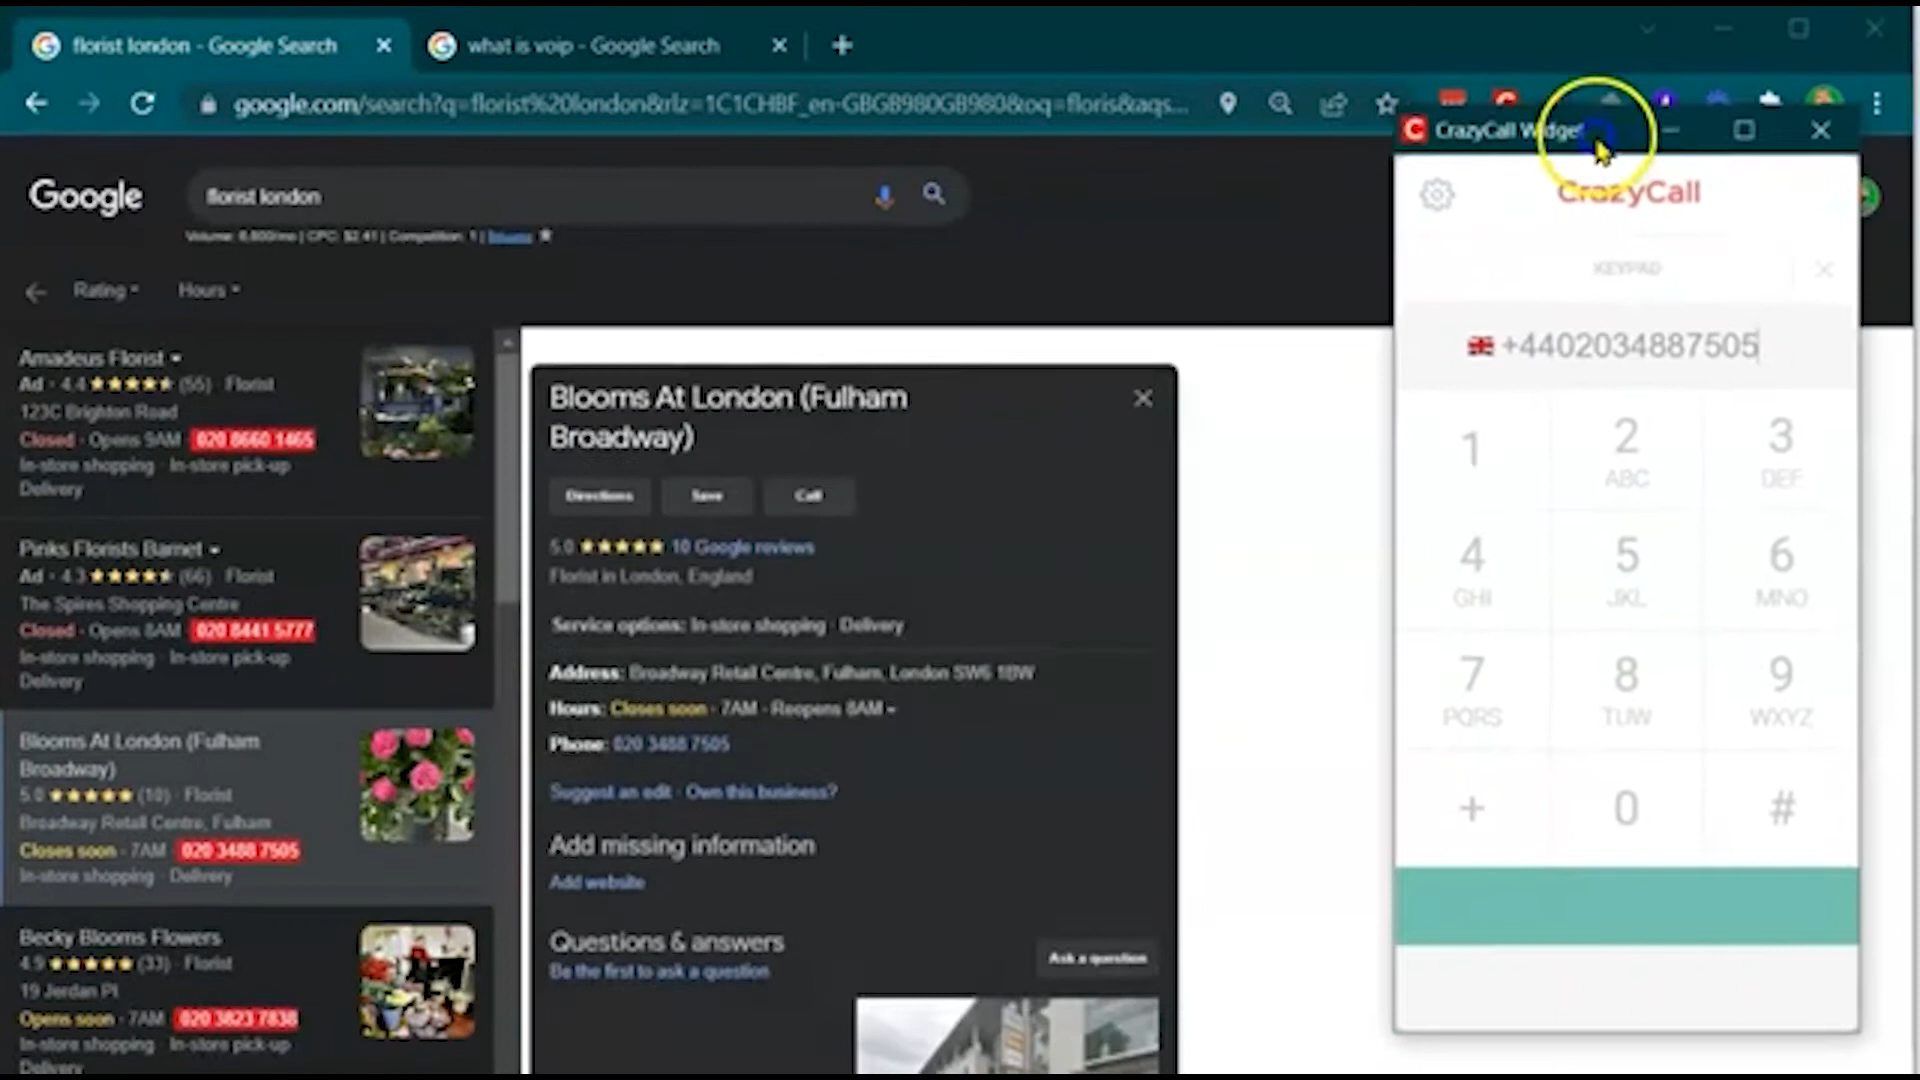 florist london - Google Search
what is voip - Google Search
google.com/search?q=florist%20london&rlz=1C1CHBF_en-GBGB980GB980&oq=floris&aqs...
CrazyCall Widget
Google
florist london
Volume: 6,600/mo | CPC: $2.41 | Competition: 1 |
Rating
Hours
Amadeus Florist
Ad · 4.4 (55) · Florist
123C Brighton Road
Closed · Opens 9AM 020 8660 1465
In-store shopping · In-store pick-up
Delivery
Pinks Florists Barnet
Ad · 4.3 (66) · Florist
The Spires Shopping Centre
Closed · Opens 8AM 020 8441 5777
In-store shopping · In-store pick-up
Delivery
Blooms At London (Fulham
Broadway)
5.0 (10) · Florist
Broadway Retail Centre, Fulham
Closes soon · 7AM 020 3488 7505
In-store shopping · Delivery
Becky Blooms Flowers
4.9 (33) · Florist
19 Jerdan Pl
Opens soon · 7AM 020 3823 7838
In-store shopping · In-store pick-up
Delivery
Blooms At London (Fulham
Broadway)
Directions
Save
Call
5.0 10 Google reviews
Florist in London, England
Service options: In-store shopping · Delivery
Address: Broadway Retail Centre, Fulham, London SW6 1BW
Hours: Closes soon · 7AM · Reopens 8AM
Phone: 020 3488 7505
Suggest an edit · Own this business?
Add missing information
Add website
Questions & answers
Be the first to ask a question
Ask a question
CrazyCall
KEYPAD
+4402034887505
1
2
ABC
3
DEF
4
GHI
5
JKL
6
MNO
7
PQRS
8
TUW
9
WXYZ
+
0
#